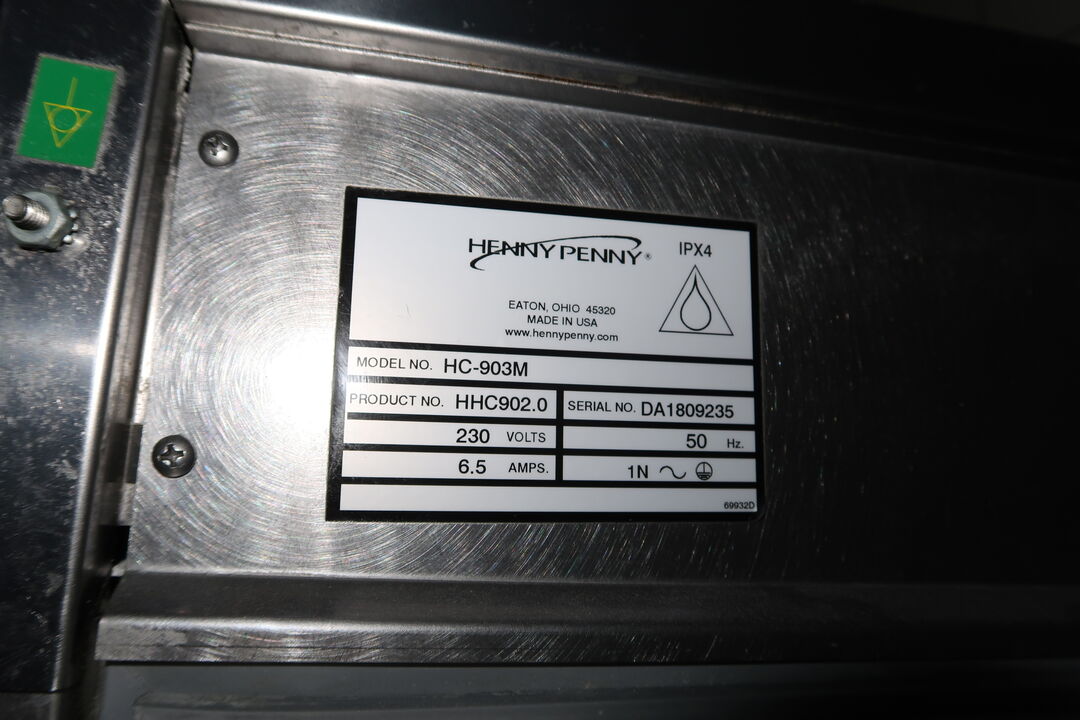 HENNY PENNY®
IPX4
EATON, OHIO 45320
MADE IN USA
www.hennypenny.com
MODEL NO. HC-903M
PRODUCT NO. HHC902.0
SERIAL NO. DA1809235
230 VOLTS
50 Hz.
6.5 AMPS.
1N
69932D